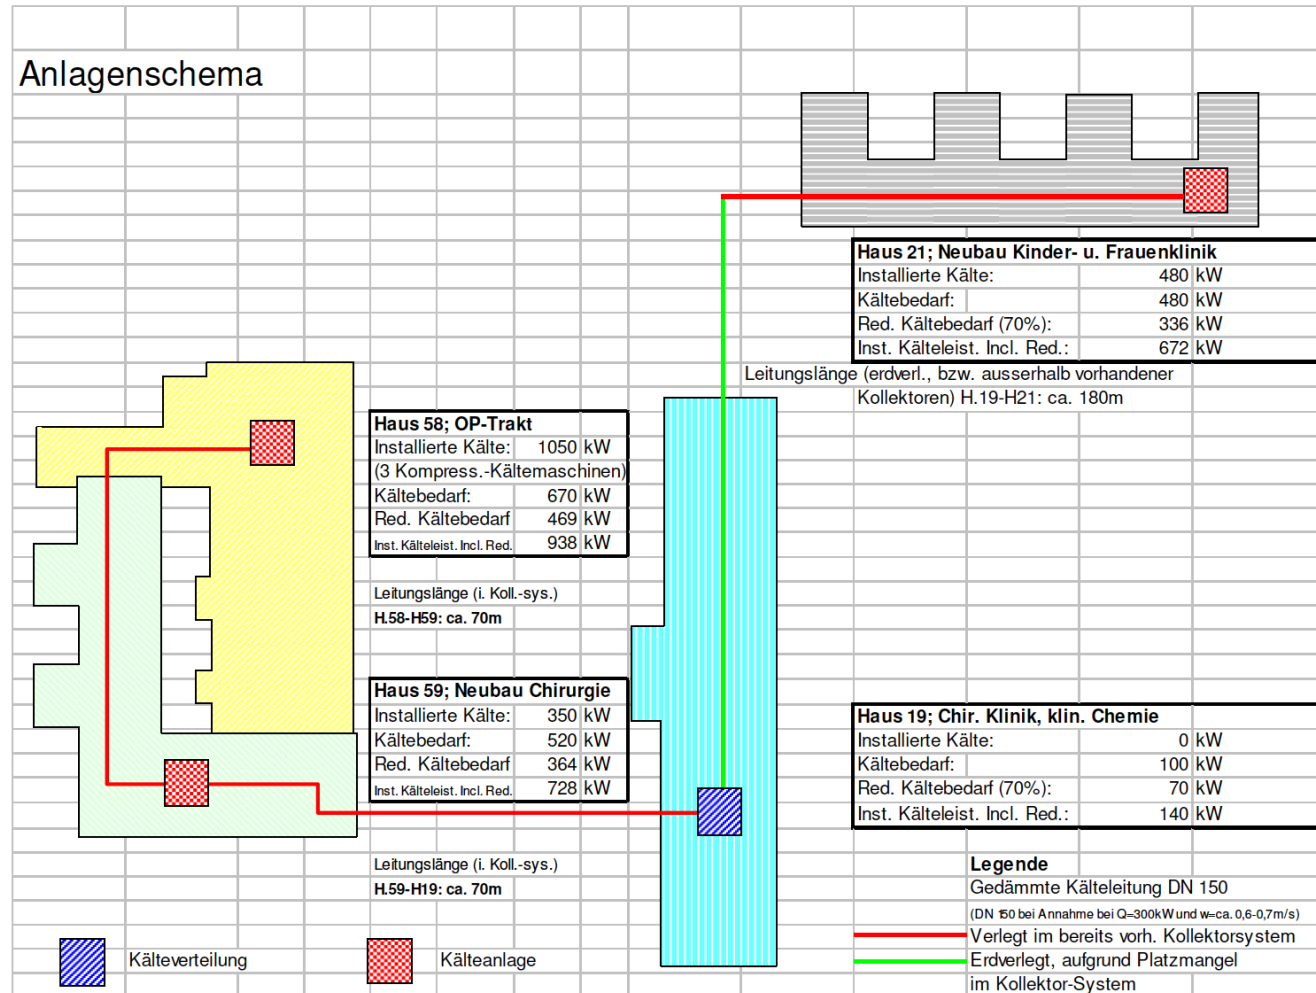 Anlagenschema
Haus 21; Neubau Kinder- u. Frauenklinik
Installierte Kälte: 480 kW
Kältebedarf: 480 kW
Red. Kältebedarf (70%): 336 kW
Inst. Kälteleist. Incl. Red.: 672 kW
Leitungslänge (erdverl., bzw. ausserhalb vorhandener
Kollektoren) H.19-H21: ca. 180m
Haus 58; OP-Trakt
Installierte Kälte: 1050 kW
(3 Kompress.-Kältemaschinen)
Kältebedarf: 670 kW
Red. Kältebedarf 469 kW
Inst. Kälteleist. Incl. Red. 938 kW
Leitungslänge (i. Koll.-sys.)
H.58-H59: ca. 70m
Haus 59; Neubau Chirurgie
Installierte Kälte: 350 kW
Kältebedarf: 520 kW
Red. Kältebedarf 364 kW
Inst. Kälteleist. Incl. Red. 728 kW
Haus 19; Chir. Klinik, klin. Chemie
Installierte Kälte: 0 kW
Kältebedarf: 100 kW
Red. Kältebedarf (70%): 70 kW
Inst. Kälteleist. Incl. Red.: 140 kW
Leitungslänge (i. Koll.-sys.)
H.59-H19: ca. 70m
Legende
Gedämmte Kälteleitung DN 150
(DN 150 bei Annahme bei Q=300kW und w=ca. 0,6-0,7m/s)
Verlegt im bereits vorh. Kollektorsystem
Erdverlegt, aufgrund Platzmangel
im Kollektor-System
Kälteverteilung
Kälteanlage